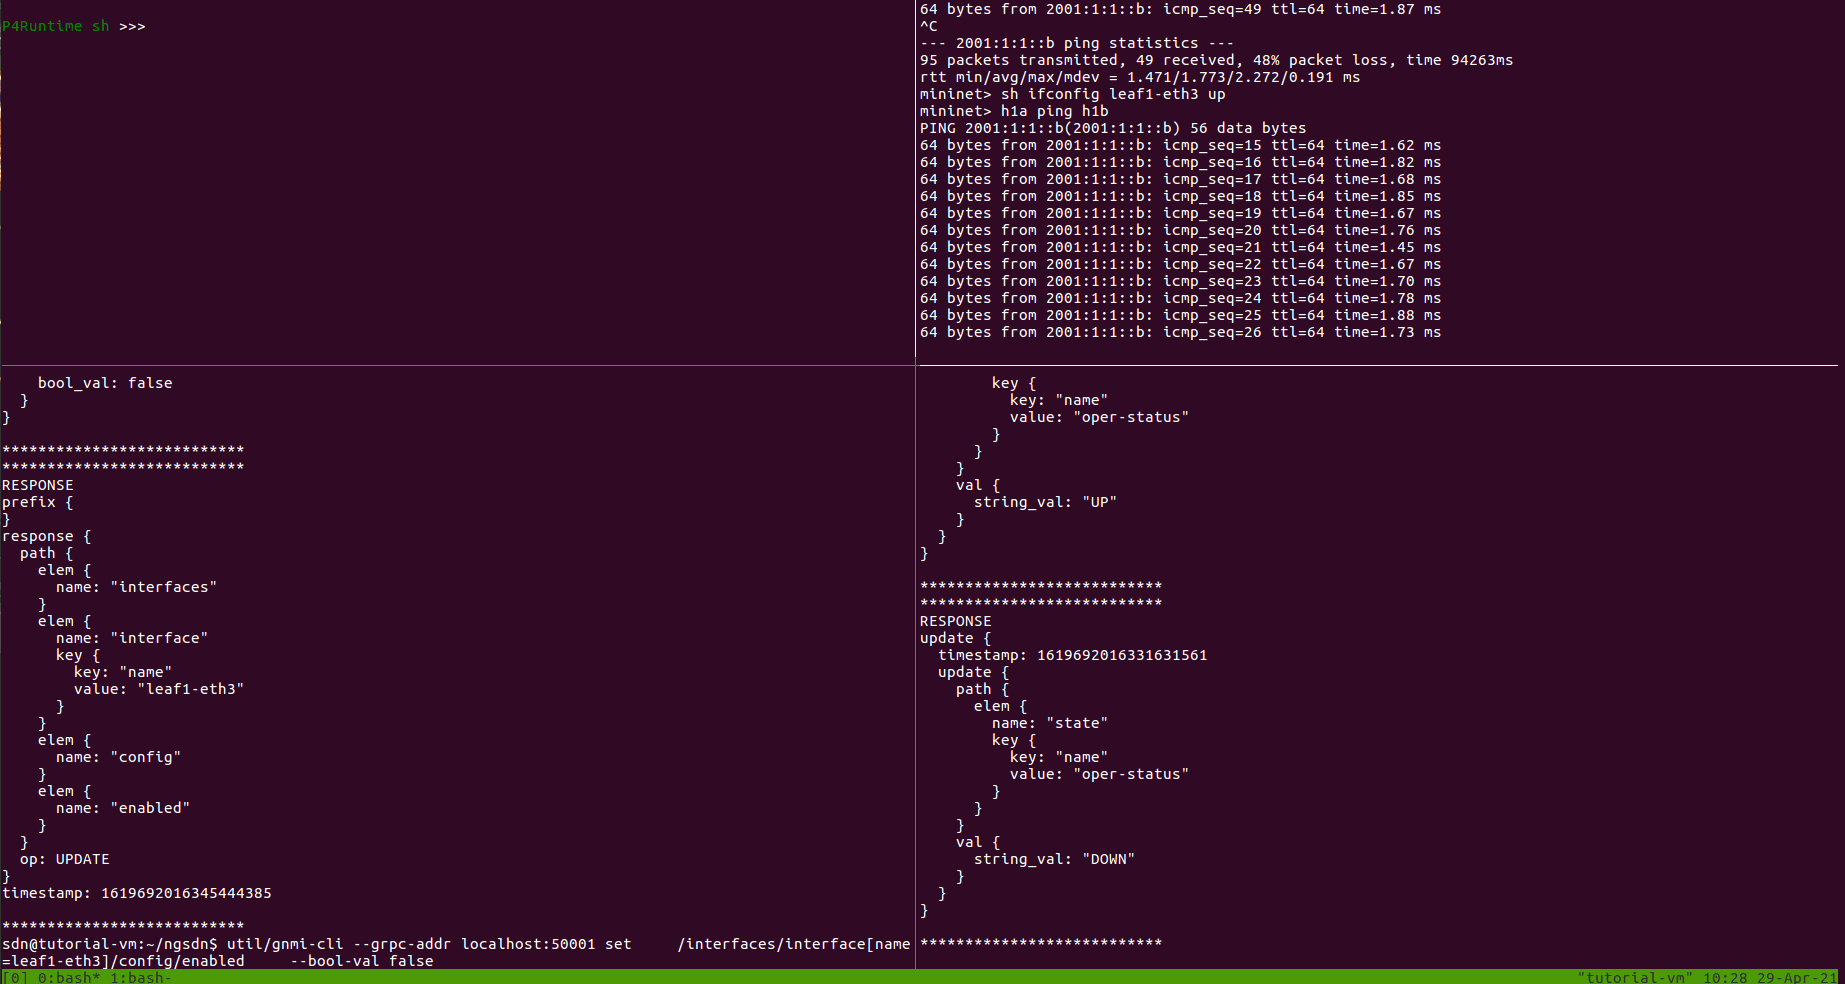 P4Runtime sh >>>
64 bytes from 2001:1:1::b: icmp_seq=49 ttl=64 time=1.87 ms
^C
--- 2001:1:1::b ping statistics ---
95 packets transmitted, 49 received, 48% packet loss, time 94263ms
rtt min/avg/max/mdev = 1.471/1.773/2.272/0.191 ms
mininet> sh ifconfig leaf1-eth3 up
mininet> h1a ping h1b
PING 2001:1:1::b(2001:1:1::b) 56 data bytes
64 bytes from 2001:1:1::b: icmp_seq=15 ttl=64 time=1.62 ms
64 bytes from 2001:1:1::b: icmp_seq=16 ttl=64 time=1.82 ms
64 bytes from 2001:1:1::b: icmp_seq=17 ttl=64 time=1.68 ms
64 bytes from 2001:1:1::b: icmp_seq=18 ttl=64 time=1.85 ms
64 bytes from 2001:1:1::b: icmp_seq=19 ttl=64 time=1.67 ms
64 bytes from 2001:1:1::b: icmp_seq=20 ttl=64 time=1.76 ms
64 bytes from 2001:1:1::b: icmp_seq=21 ttl=64 time=1.45 ms
64 bytes from 2001:1:1::b: icmp_seq=22 ttl=64 time=1.67 ms
64 bytes from 2001:1:1::b: icmp_seq=23 ttl=64 time=1.70 ms
64 bytes from 2001:1:1::b: icmp_seq=24 ttl=64 time=1.78 ms
64 bytes from 2001:1:1::b: icmp_seq=25 ttl=64 time=1.88 ms
64 bytes from 2001:1:1::b: icmp_seq=26 ttl=64 time=1.73 ms
    bool_val: false
  }
}

***************************
***************************
RESPONSE
prefix {
}
response {
  path {
    elem {
      name: "interfaces"
    }
    elem {
      name: "interface"
      key {
        key: "name"
        value: "leaf1-eth3"
      }
    }
    elem {
      name: "config"
    }
    elem {
      name: "enabled"
    }
  }
  op: UPDATE
}
timestamp: 1619692016345444385

***************************
sdn@tutorial-vm:~/ngsdn$ util/gnmi-cli --grpc-addr localhost:50001 set     /interfaces/interface[name
=leaf1-eth3]/config/enabled     --bool-val false
        key {
          key: "name"
          value: "oper-status"
        }
      }
    }
    val {
      string_val: "UP"
    }
  }
}

***************************
***************************
RESPONSE
update {
  timestamp: 1619692016331631561
  update {
    path {
      elem {
        name: "state"
        key {
          key: "name"
          value: "oper-status"
        }
      }
    }
    val {
      string_val: "DOWN"
    }
  }
}

***************************
[0] 0:bash* 1:bash- "tutorial-vm" 10:28 29-Apr-21